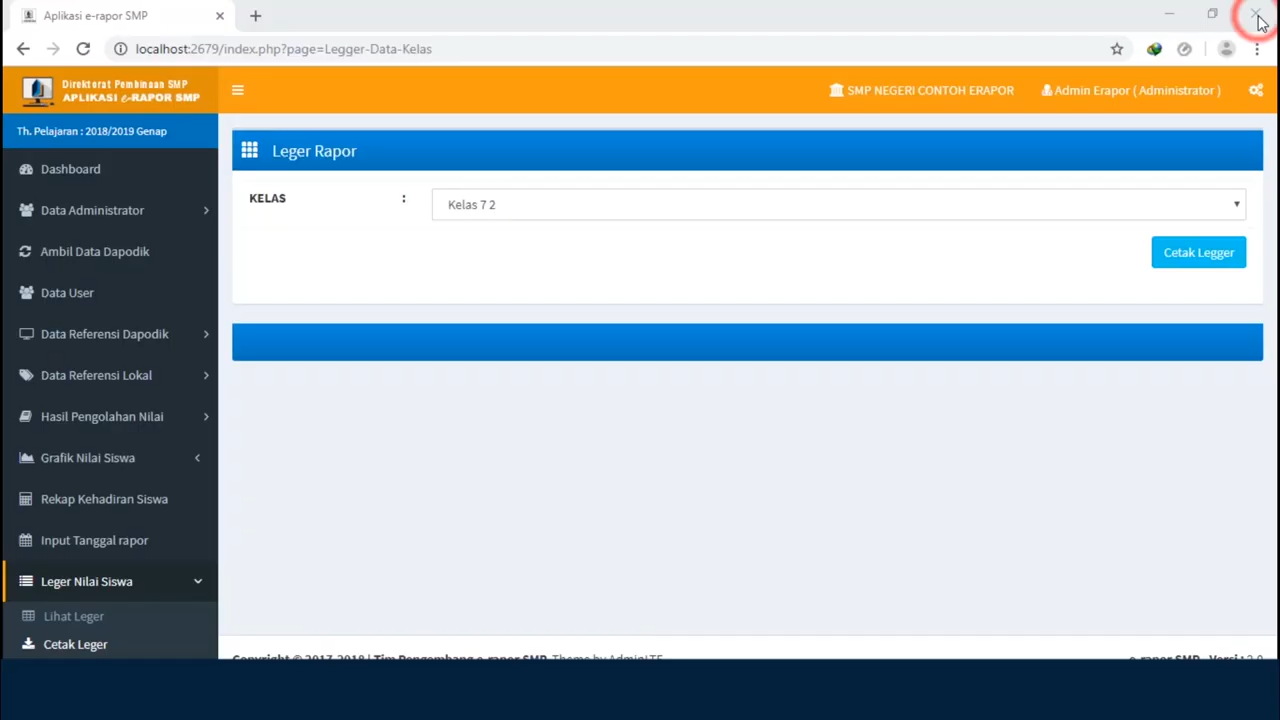 Aplikasi e-rapor SMP
localhost:2679/index.php?page=Legger-Data-Kelas
Direktorat Pembinaan SMP
APLIKASI e-RAPOR SMP
SMP NEGERI CONTOH ERAPOR
Admin Erapor ( Administrator )
Th. Pelajaran : 2018/2019 Genap
Dashboard
Data Administrator
Ambil Data Dapodik
Data User
Data Referensi Dapodik
Data Referensi Lokal
Hasil Pengolahan Nilai
Grafik Nilai Siswa
Rekap Kehadiran Siswa
Input Tanggal rapor
Leger Nilai Siswa
Lihat Leger
Cetak Leger
Leger Rapor
KELAS :
Kelas 7 2
Cetak Legger
Copyright © 2017-2018 | Tim Pengembang e-rapor SMP. Theme by AdminLTE
e-rapor SMP - Versi : 2.0